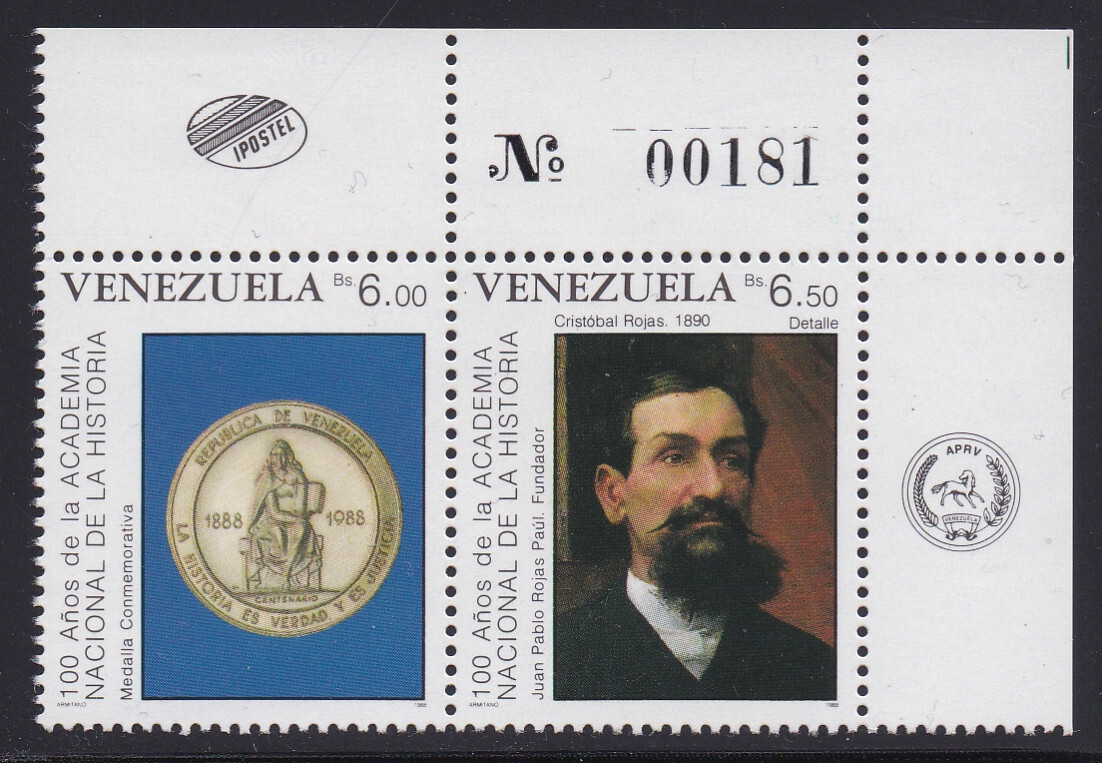 IPOSTEL
No 00181
VENEZUELA Bs. 6.00
100 Años de la ACADEMIA
NACIONAL DE LA HISTORIA
Medalla Conmemorativa
REPUBLICA DE VENEZUELA
1888 1988
CENTENARIO
LA HISTORIA ES VERDAD Y ES JUSTICIA
ARMITANO 1988
VENEZUELA Bs. 6.50
Cristóbal Rojas. 1890 Detalle
100 Años de la ACADEMIA
NACIONAL DE LA HISTORIA
Juan Pablo Rojas Paúl. Fundador
ARMITANO 1988
APRV
VENEZUELA